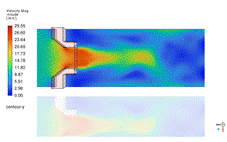 Velocity Mag
nitude
[ m/s ]
29.55
26.60
23.64
20.69
17.73
14.78
11.82
8.87
5.91
2.96
0.00
contour-y